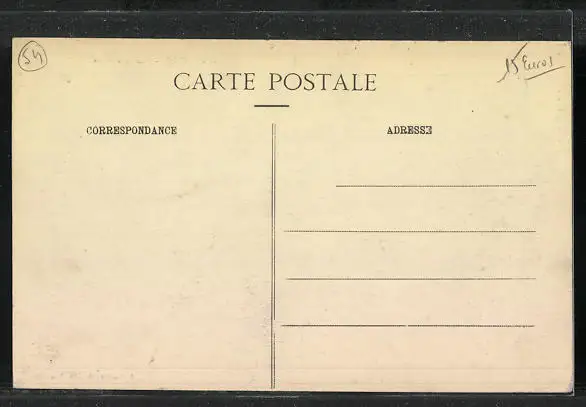 54
15 Euros
CARTE POSTALE
CORRESPONDANCE
ADRESSE